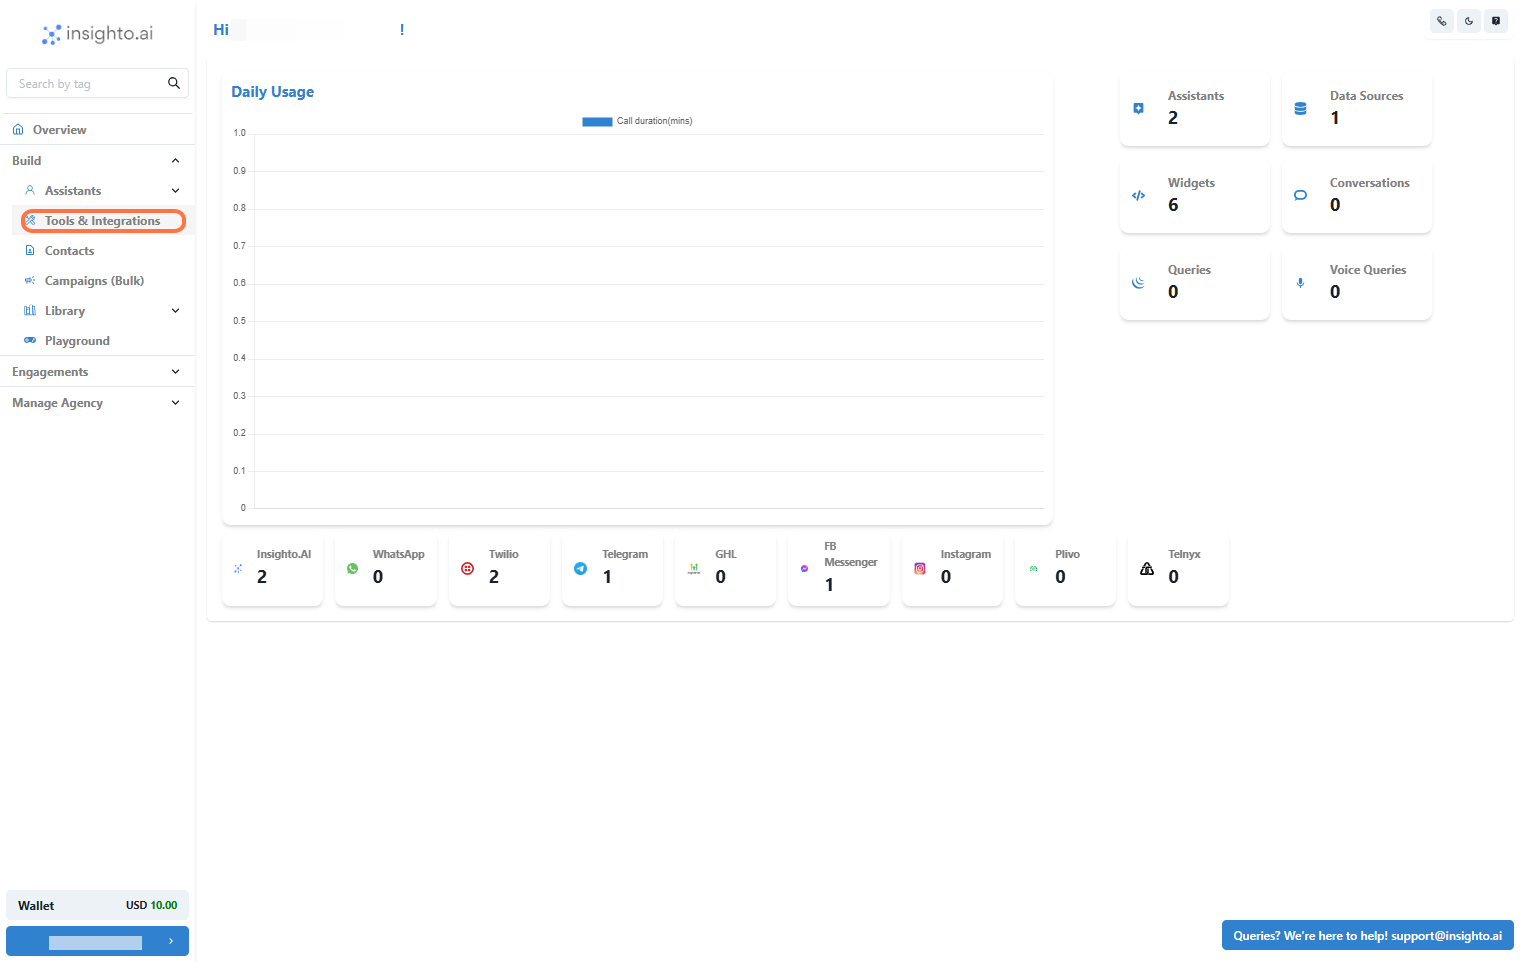 insighto.ai
Search by tag
Overview
Build
Assistants
Tools & Integrations
Contacts
Campaigns (Bulk)
Library
Playground
Engagements
Manage Agency
Wallet USD 10.00
Hi !
Daily Usage
Call duration(mins)
1.0
0.9
0.8
0.7
0.6
0.5
0.4
0.3
0.2
0.1
0
Assistants
2
Data Sources
1
Widgets
6
Conversations
0
Queries
0
Voice Queries
0
Insighto.AI
2
WhatsApp
0
Twilio
2
Telegram
1
GHL
0
FB
Messenger
1
Instagram
0
Plivo
0
Telnyx
0
Queries? We're here to help! support@insighto.ai